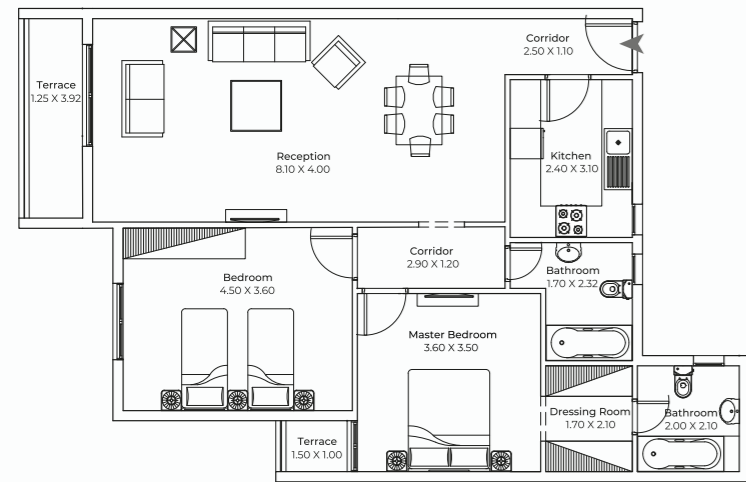 Corridor
2.50 X 1.10
Terrace
1.25 X 3.92
Reception
8.10 X 4.00
Kitchen
2.40 X 3.10
Corridor
2.90 X 1.20
Bedroom
4.50 X 3.60
Bathroom
1.70 X 2.32
Master Bedroom
3.60 X 3.50
Dressing Room
1.70 X 2.10
Bathroom
2.00 X 2.10
Terrace
1.50 X 1.00